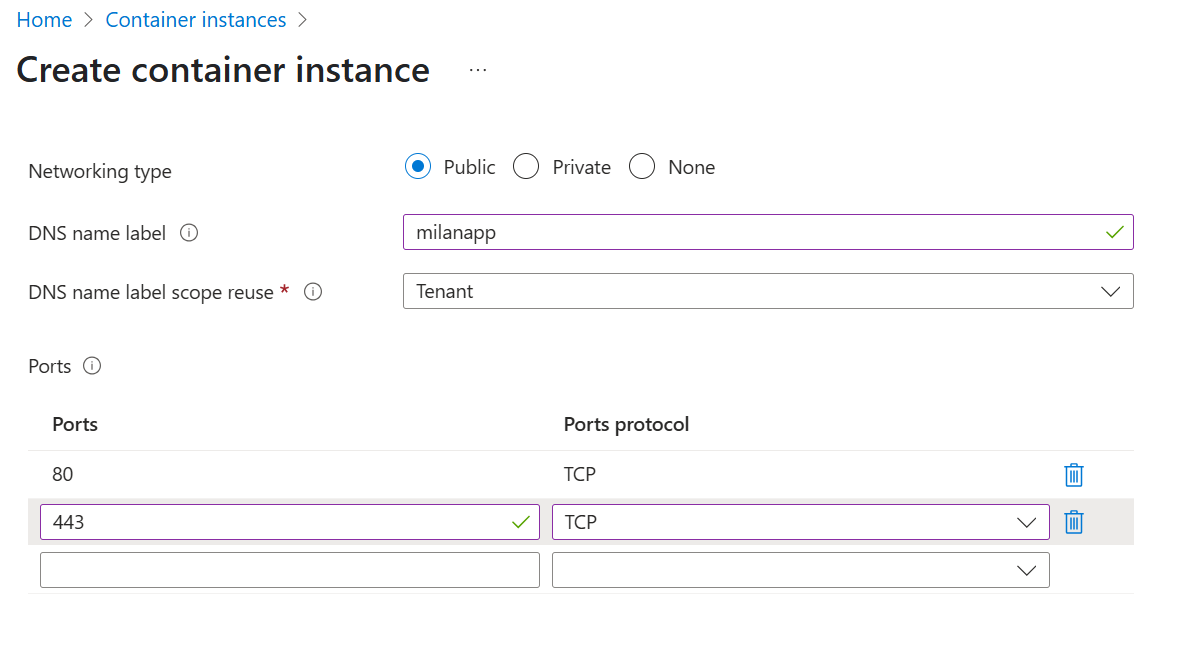 Home > Container instances >
Create container instance ...
Networking type Public Private None
DNS name label milanapp
DNS name label scope reuse * Tenant
Ports
Ports Ports protocol
80 TCP
443 TCP